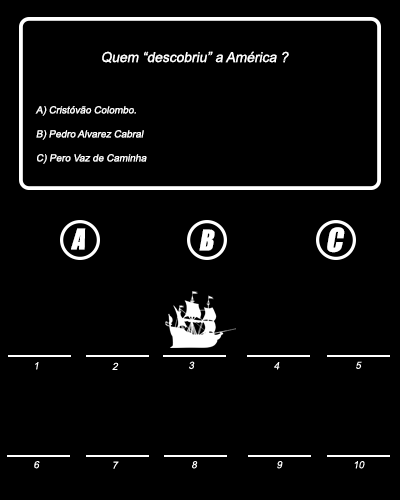 Quem “descobriu” a América ?
A) Cristóvão Colombo.
B) Pedro Alvarez Cabral
C) Pero Vaz de Caminha
A B C
1 2 3 4 5
6 7 8 9 10